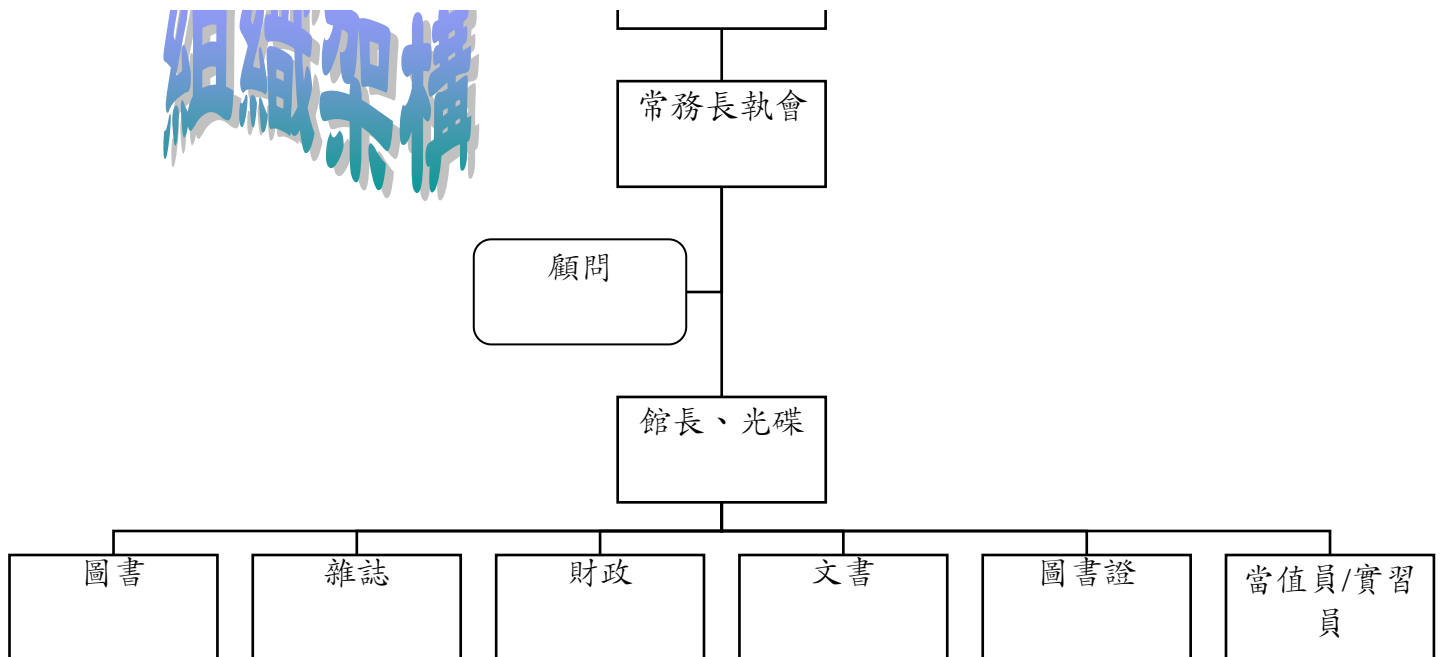 組織架構
常務長執會
顧問
館長、光碟
圖書
雜誌
財政
文書
圖書證
當值員/實習
員